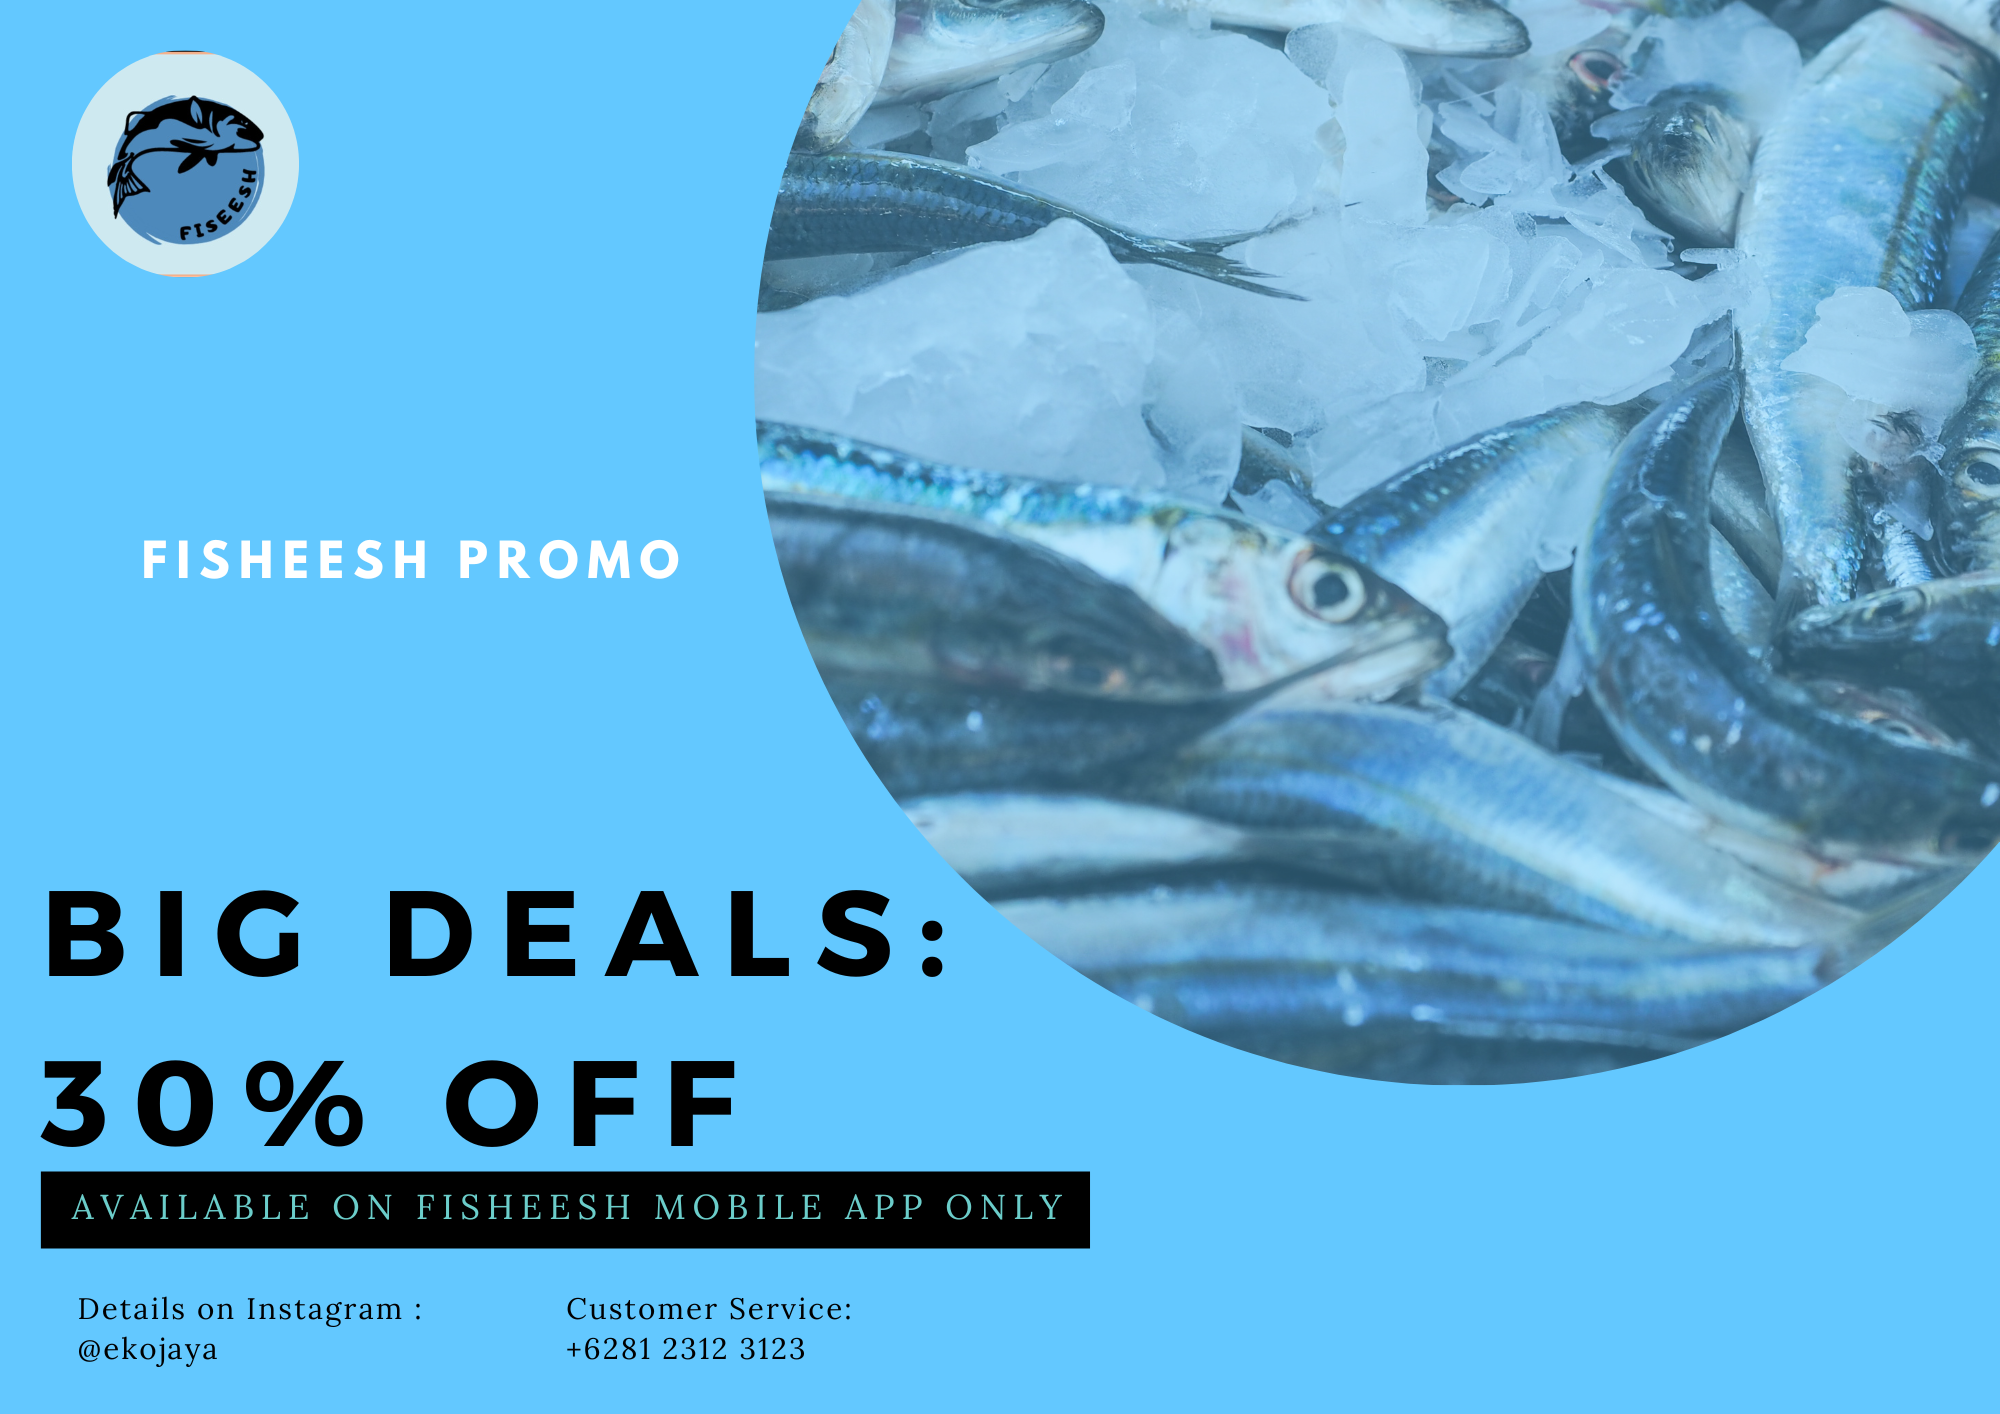 FISEESH
FISHEESH PROMO
BIG DEALS:
30% OFF
AVAILABLE ON FISHEESH MOBILE APP ONLY
Details on Instagram :
@ekojaya
Customer Service:
+6281 2312 3123